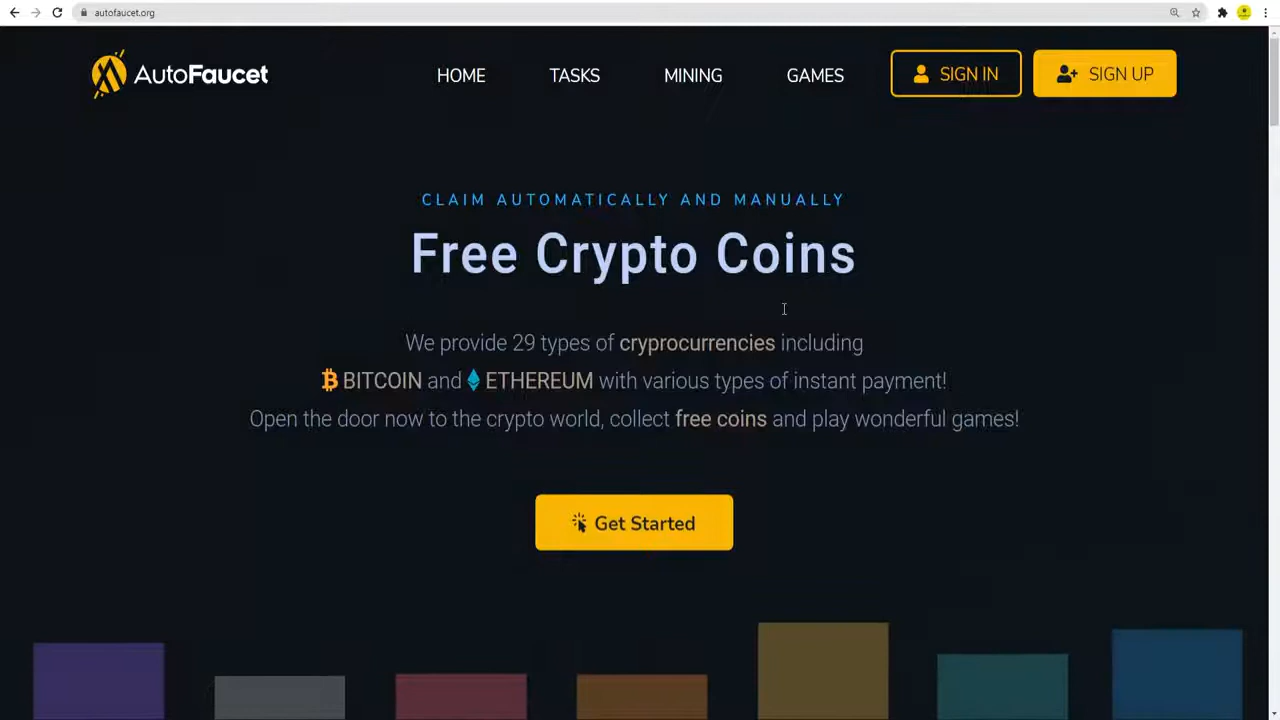 autofaucet.org
AutoFaucet
HOME
TASKS
MINING
GAMES
SIGN IN
SIGN UP
CLAIM AUTOMATICALLY AND MANUALLY
Free Crypto Coins
We provide 29 types of cryprocurrencies including
BITCOIN and ETHEREUM with various types of instant payment!
Open the door now to the crypto world, collect free coins and play wonderful games!
Get Started